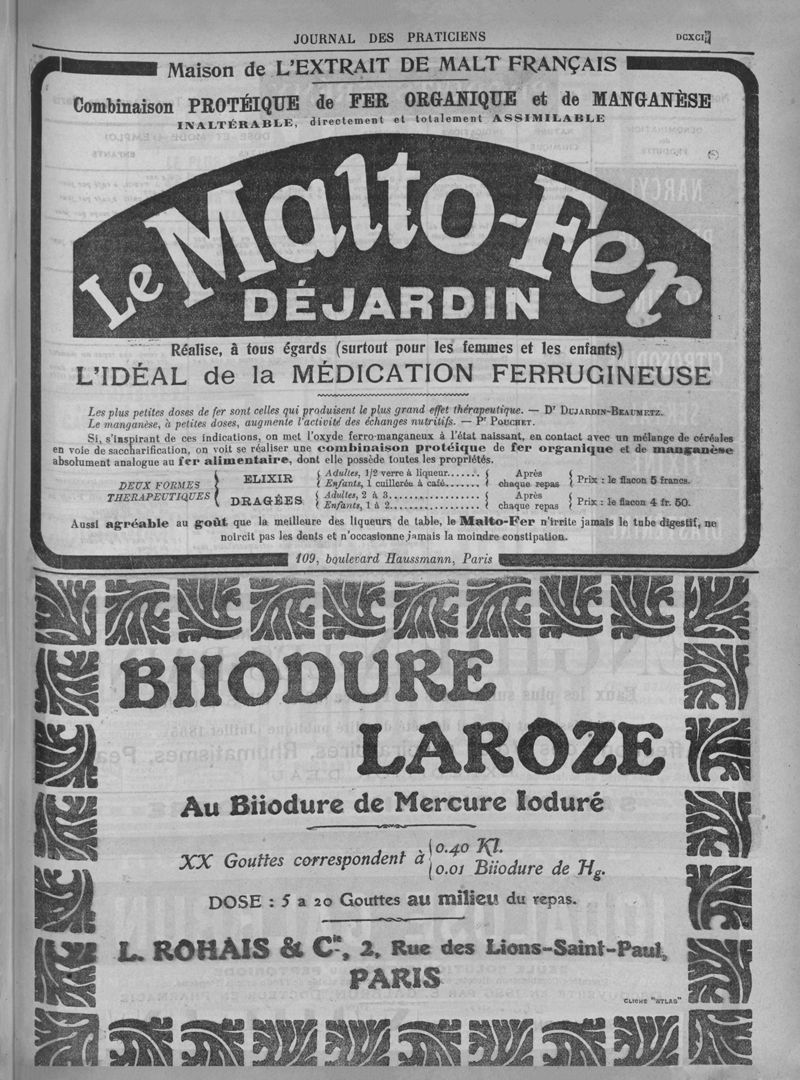 JOURNAL DES PRATICIENS
Maison de L'EXTRAIT DE MALT FRANÇAIS
Combinaison PROTÉIQUE de FER ORGANIQUE et de MANGANÈSE
INALTÉRABLE, directement et totalement ASSIMILABLE
Le Malto-Fer
DÉJARDIN
Réalise, à tous égards (surtout pour les femmes et les enfants)
L'IDÉAL de la MÉDICATION FERRUGINEUSE
Les plus petites doses de fer sont celles qui produisent le plus grand effet thérapeutique. — Dr DUJARDIN-BEAUMETZ.
Le manganèse, à petites doses, augmente l'activité des échanges nutritifs. — Pr POUCHET.
Si, s'inspirant de ces indications, on met l'oxyde ferro-manganeux à l'état naissant, en contact avec un mélange de céréales
en voie de saccharification, on voit se réaliser une combinaison protéique de fer organique et de manganèse
absolument analogue au fer alimentaire, dont elle possède toutes les propriétés.
DEUX FORMES THERAPEUTIQUES
ELIXIR { Adultes, 1/2 verre à liqueur...... { Après { Prix : le flacon 5 francs.
Enfants, 1 cuillerée à café....... chaque repas
DRAGÉES { Adultes, 2 à 3.................. { Après { Prix : le flacon 4 fr. 50.
Enfants, 1 à 2.................. chaque repas
Aussi agréable au goût que la meilleure des liqueurs de table, le Malto-Fer n'irrite jamais le tube digestif, ne
noircit pas les dents et n'occasionne jamais la moindre constipation.
109, boulevard Haussmann, Paris
BIIODURE
LAROZE
Au Biiodure de Mercure Ioduré
XX Gouttes correspondent à { 0.40 KI.
0.01 Biiodure de Hg.
DOSE : 5 a 20 Gouttes au milieu du repas.
L. ROHAIS & Cie, 2, Rue des Lions-Saint-Paul,
PARIS
CLICHE "ATLAS"